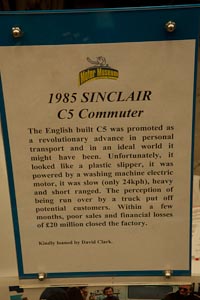 Motor Museum
1985 SINCLAIR
C5 Commuter
The English built C5 was promoted as
a revolutionary advance in personal
transport and in an ideal world it
might have been. Unfortunately, it
looked like a plastic slipper, it was
powered by a washing machine electric
motor, it was slow (only 24kph), heavy
and short ranged. The perception of
being run over by a truck put off
potential customers. Within a few
months, poor sales and financial losses
of £20 million closed the factory.
Kindly loaned by David Clark.